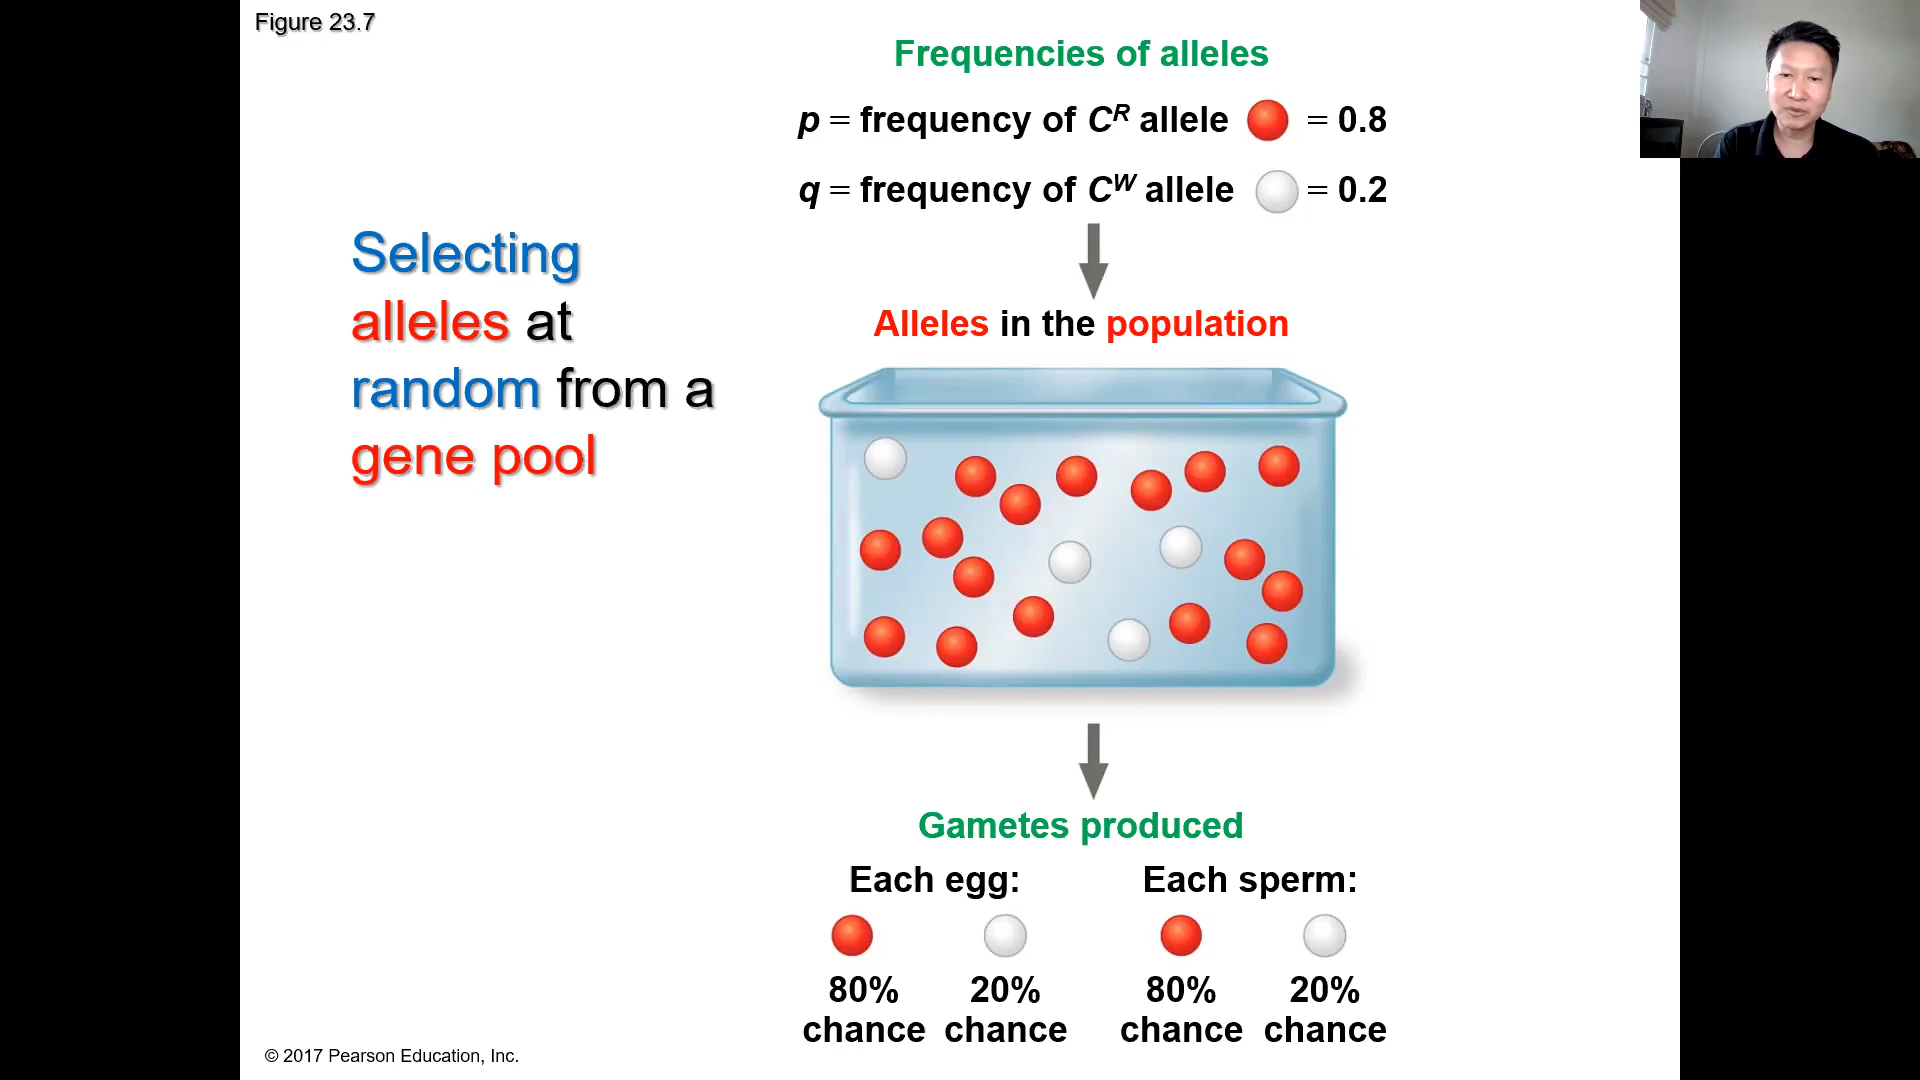 Figure 23.7
Frequencies of alleles
p = frequency of Cᴿ allele = 0.8
q = frequency of Cᵂ allele = 0.2
Selecting
alleles at
random from a
gene pool
Alleles in the population
Gametes produced
Each egg: Each sperm:
80% 20% 80% 20%
chance chance chance chance
© 2017 Pearson Education, Inc.